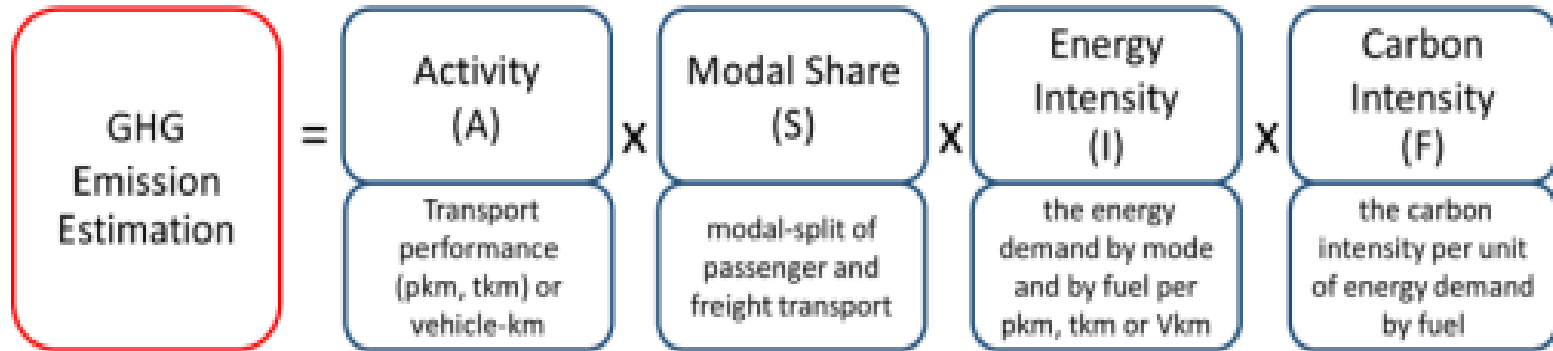 GHG
Emission
Estimation
=
Activity
(A)
Transport
performance
(pkm, tkm) or
vehicle-km
x
Modal Share
(S)
modal-split of
passenger and
freight transport
x
Energy
Intensity
(I)
the energy
demand by mode
and by fuel per
pkm, tkm or Vkm
x
Carbon
Intensity
(F)
the carbon
intensity per unit
of energy demand
by fuel